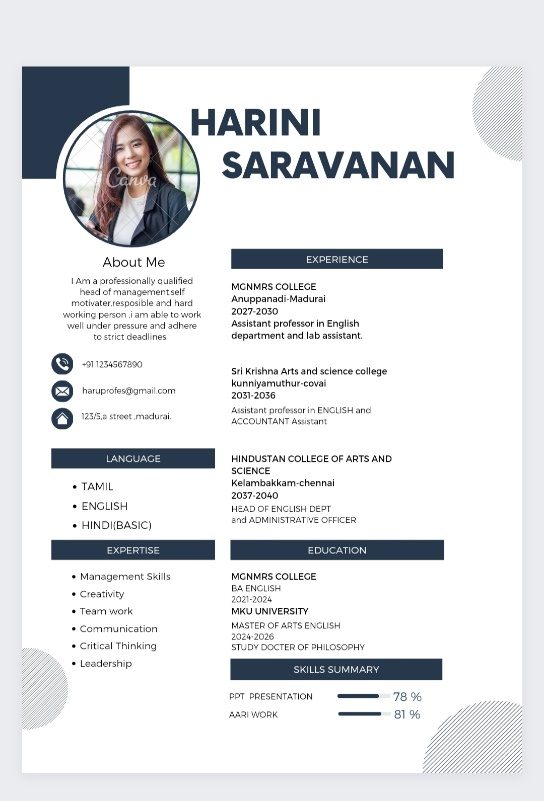 HARINI
SARAVANAN
Canva
About Me
I Am a professionally qualified
head of management self
motivater,resposible and hard
working person .i am able to work
well under pressure and adhere
to strict deadlines
+91 1234567890
haruprofes@gmail.com
123/5,a street ,madurai.
LANGUAGE
• TAMIL
• ENGLISH
• HINDI(BASIC)
EXPERTISE
• Management Skills
• Creativity
• Team work
• Communication
• Critical Thinking
• Leadership
EXPERIENCE
MGNMRS COLLEGE
Anuppanadi-Madurai
2027-2030
Assistant professor in English
department and lab assistant.
Sri Krishna Arts and science college
kunniyamuthur-covai
2031-2036
Assistant professor in ENGLISH and
ACCOUNTANT Assistant
HINDUSTAN COLLEGE OF ARTS AND
SCIENCE
Kelambakkam-chennai
2037-2040
HEAD OF ENGLISH DEPT
and ADMINISTRATIVE OFFICER
EDUCATION
MGNMRS COLLEGE
BA ENGLISH
2021-2024
MKU UNIVERSITY
MASTER OF ARTS ENGLISH
2024-2026
STUDY DOCTER OF PHILOSOPHY
SKILLS SUMMARY
PPT PRESENTATION 78 %
AARI WORK 81 %